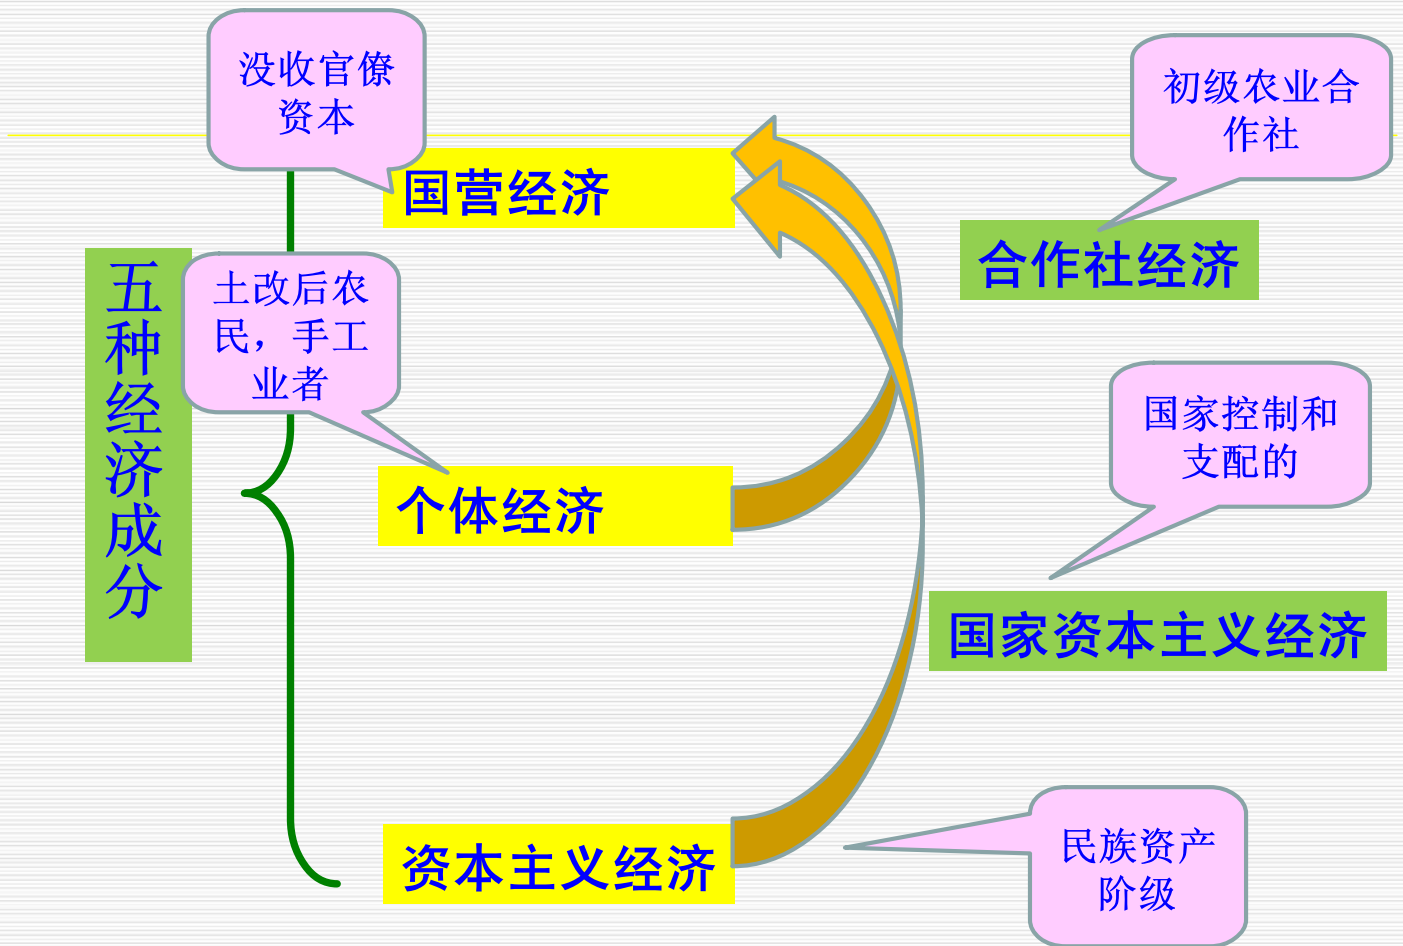 没收官僚
资本
国营经济
初级农业合
作社
合作社经济
五种经济成分
土改后农
民，手工
业者
个体经济
国家控制和
支配的
国家资本主义经济
资本主义经济
民族资产
阶级